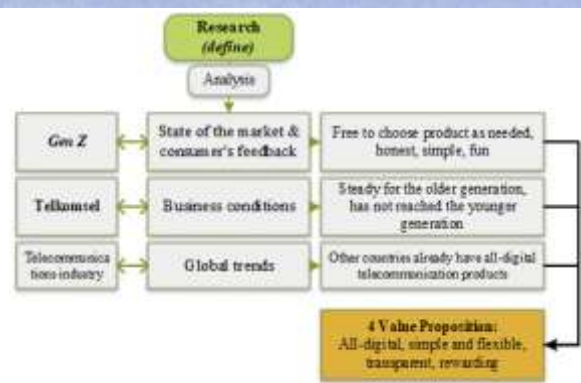 Research
(define)
Analysis
Gen Z
State of the market &
consumer's feedback
Free to choose product as needed,
honest, simple, fun
Telkomsel
Business conditions
Steady for the older generation,
has not reached the younger
generation
Telecommunica
tions industry
Global trends
Other countries already have all-digital
telecommunication products
4 Value Proposition:
All-digital, simple and flexible,
transparent, rewarding